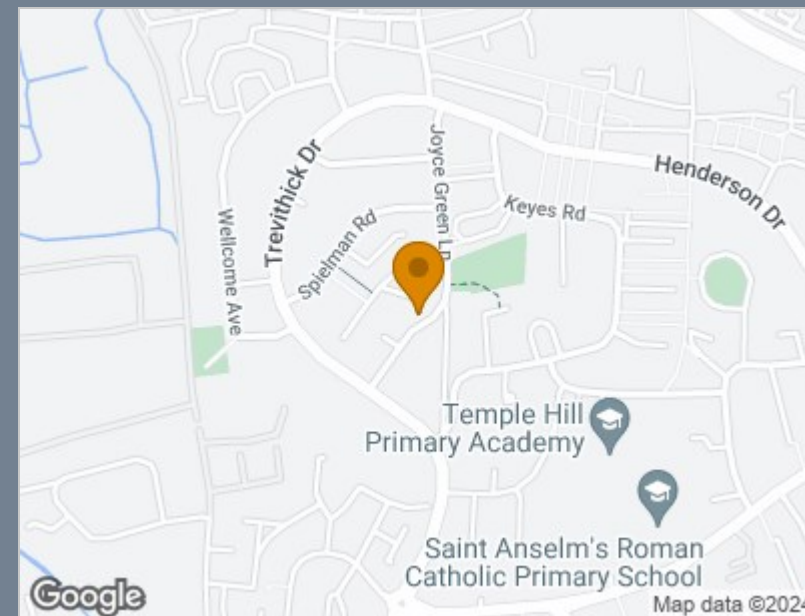 Joyce Green Ln
Trevithick Dr
Henderson Dr
Keyes Rd
Wellcome Ave
Spielman Rd
Temple Hill
Primary Academy
Saint Anselm's Roman
Catholic Primary School
Google
Map data ©2024